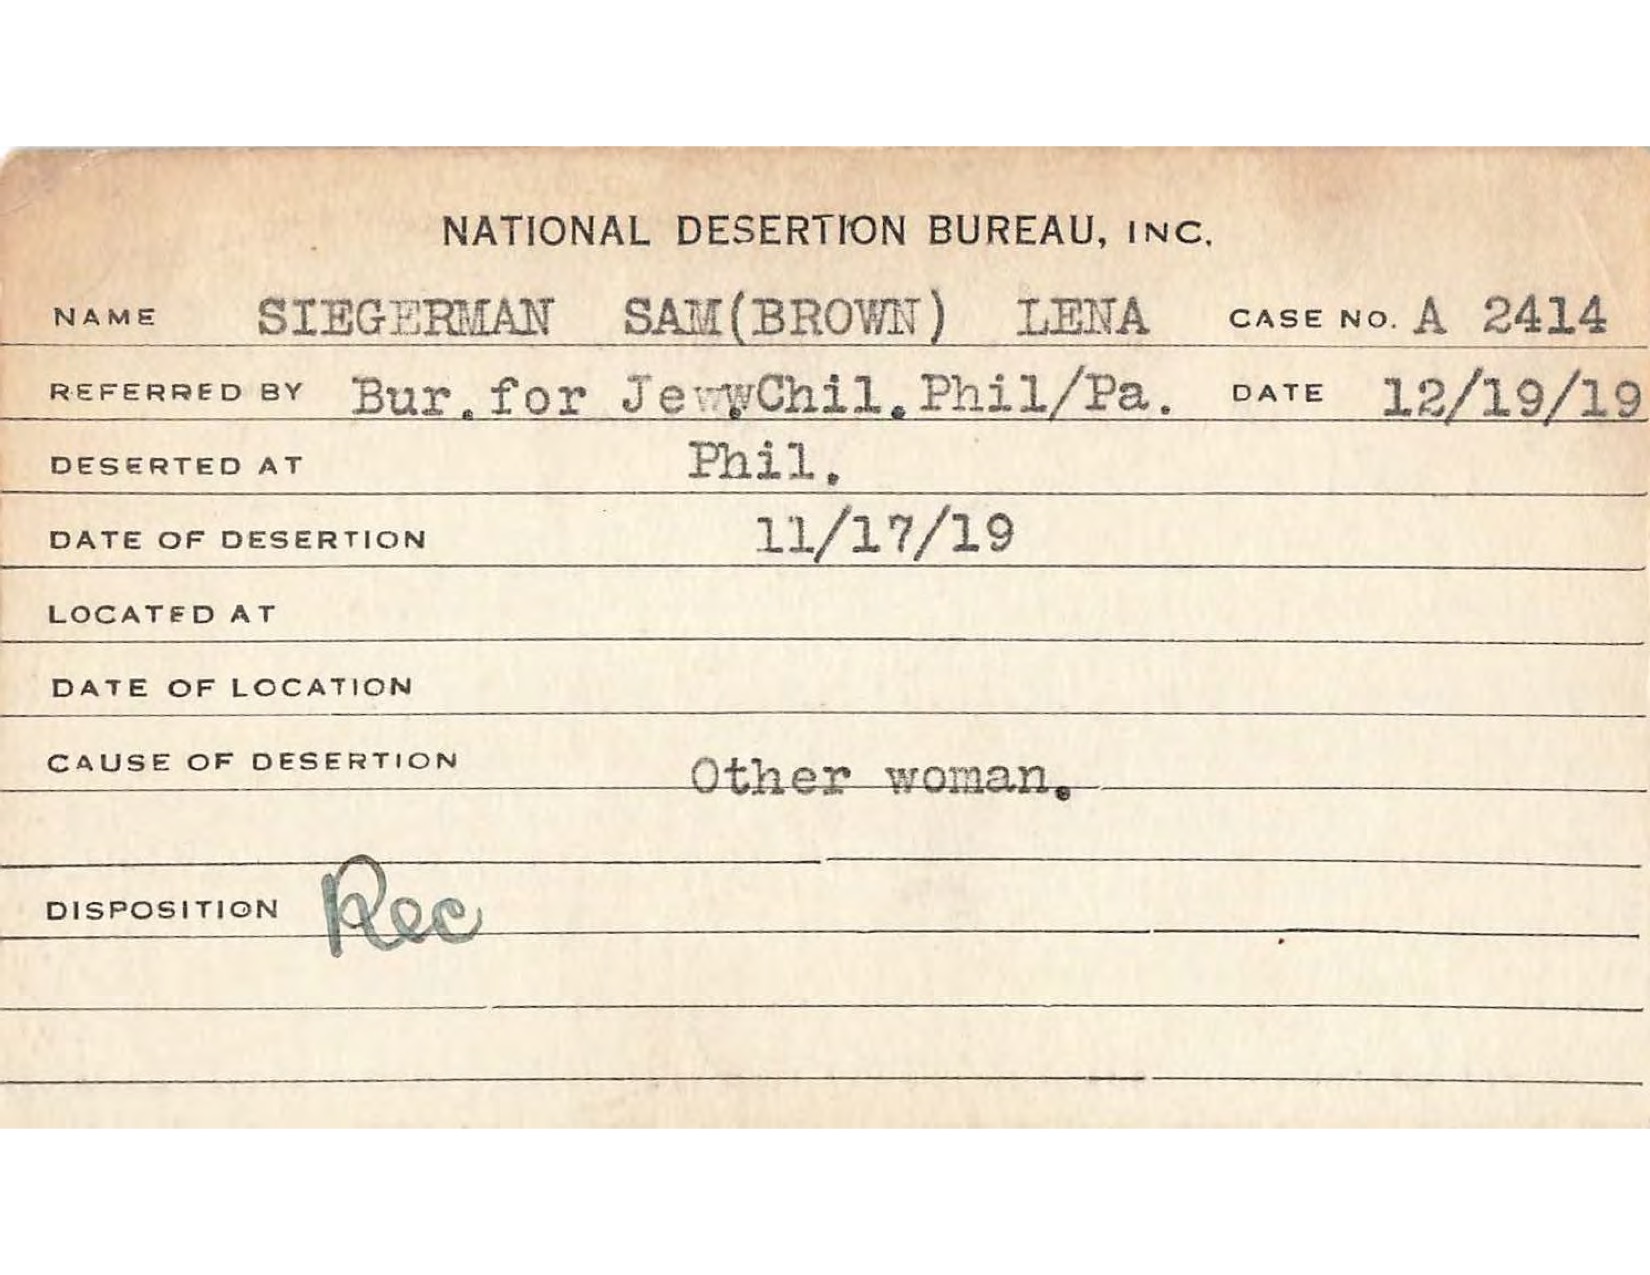 NATIONAL DESERTION BUREAU, INC.
NAME SIEGERMAN SAM(BROWN) LENA CASE NO. A 2414
REFERRED BY Bur. for Jeww.Chil. Phil/Pa. DATE 12/19/19
DESERTED AT Phil.
DATE OF DESERTION 11/17/19
LOCATED AT
DATE OF LOCATION
CAUSE OF DESERTION Other woman.
DISPOSITION Rec